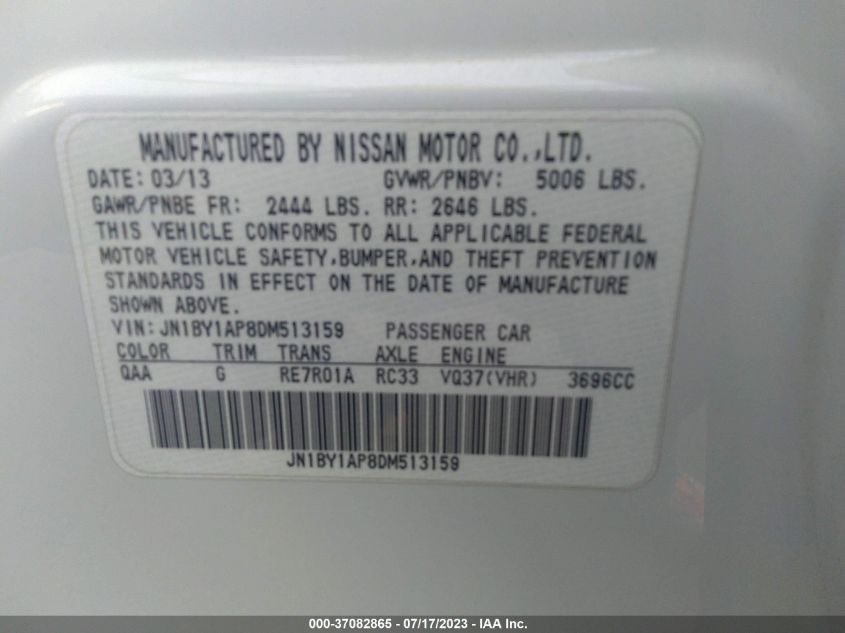 MANUFACTURED BY NISSAN MOTOR CO.,LTD.
DATE: 03/13 GVWR/PNBV: 5006 LBS.
GAWR/PNBE FR: 2444 LBS. RR: 2646 LBS.
THIS VEHICLE CONFORMS TO ALL APPLICABLE FEDERAL
MOTOR VEHICLE SAFETY,BUMPER,AND THEFT PREVENTION
STANDARDS IN EFFECT ON THE DATE OF MANUFACTURE
SHOWN ABOVE.
VIN: JN1BY1AP8DM513159 PASSENGER CAR
COLOR TRIM TRANS AXLE ENGINE
QAA G RE7R01A RC33 VQ37(VHR) 3696CC
JN1BY1AP8DM513159
000-37082865 - 07/17/2023 - IAA Inc.